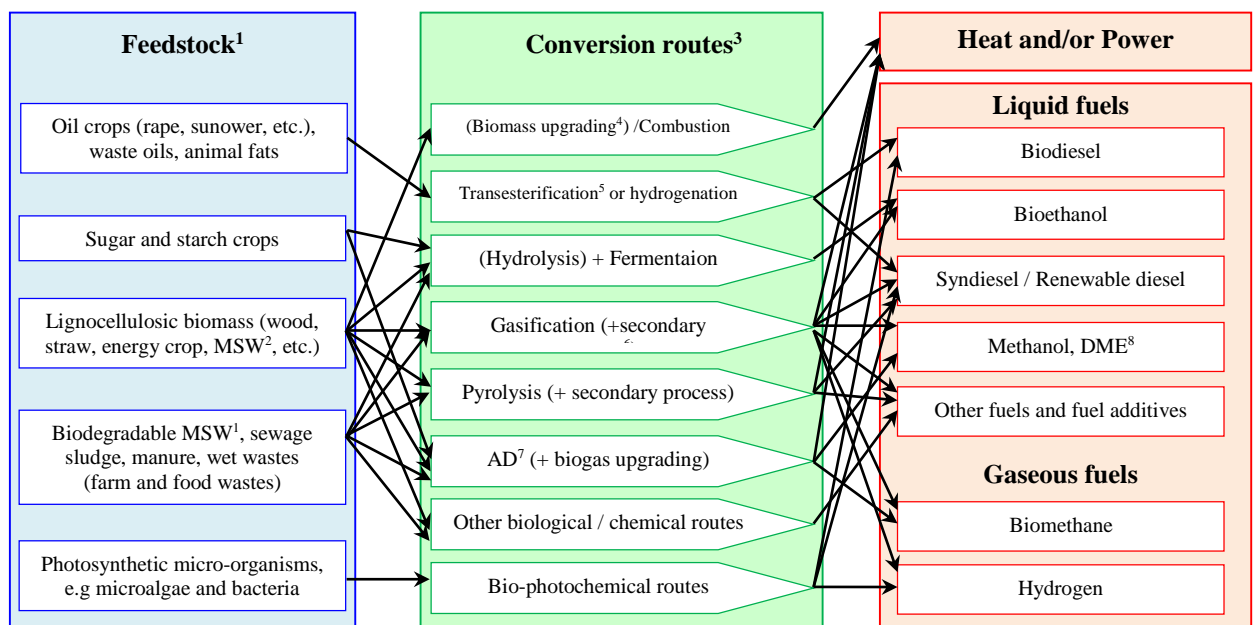 Feedstock¹
Oil crops (rape, sunower, etc.),
waste oils, animal fats
Sugar and starch crops
Lignocellulosic biomass (wood,
straw, energy crop, MSW², etc.)
Biodegradable MSW¹, sewage
sludge, manure, wet wastes
(farm and food wastes)
Photosynthetic micro-organisms,
e.g microalgae and bacteria
Conversion routes³
(Biomass upgrading⁴) /Combustion
Transesterification⁵ or hydrogenation
(Hydrolysis) + Fermentaion
Gasification (+secondary
Pyrolysis (+ secondary process)
AD⁷ (+ biogas upgrading)
Other biological / chemical routes
Bio-photochemical routes
Heat and/or Power
Liquid fuels
Biodiesel
Bioethanol
Syndiesel / Renewable diesel
Methanol, DME⁸
Other fuels and fuel additives
Gaseous fuels
Biomethane
Hydrogen